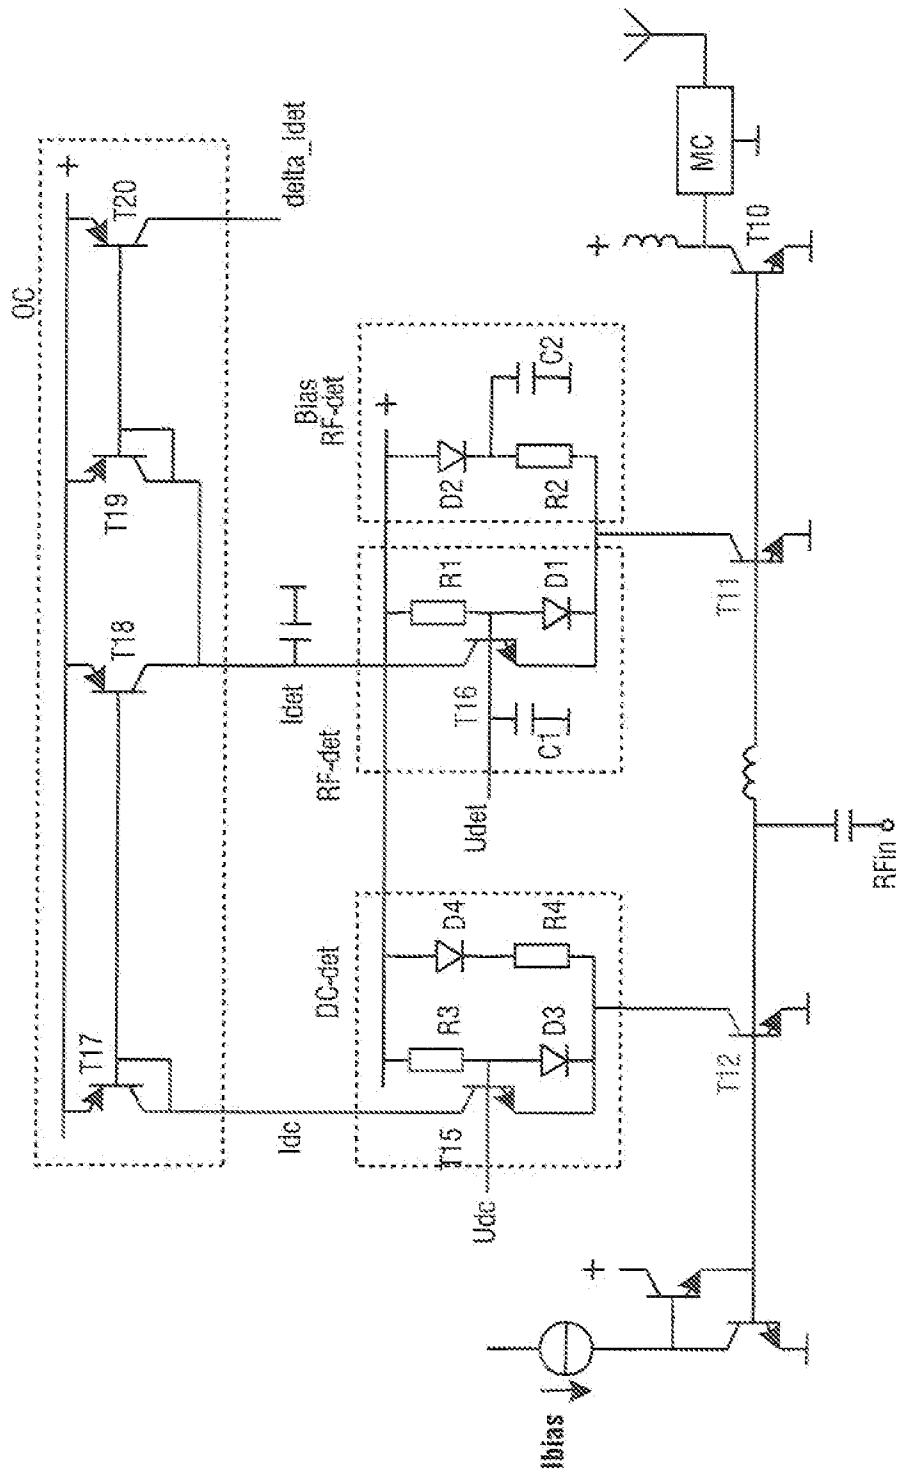 OC
+
T17
T18
T19
T20
delta_Idet
Idc
Idet
DC-det
RF-det
Bias
RF-det
+
R3
D4
R1
D2
C2
T15
D3
R4
T16
C1
D1
R2
Udc
Udet
+
+
MC
T12
T11
T10
Ibias
RFin